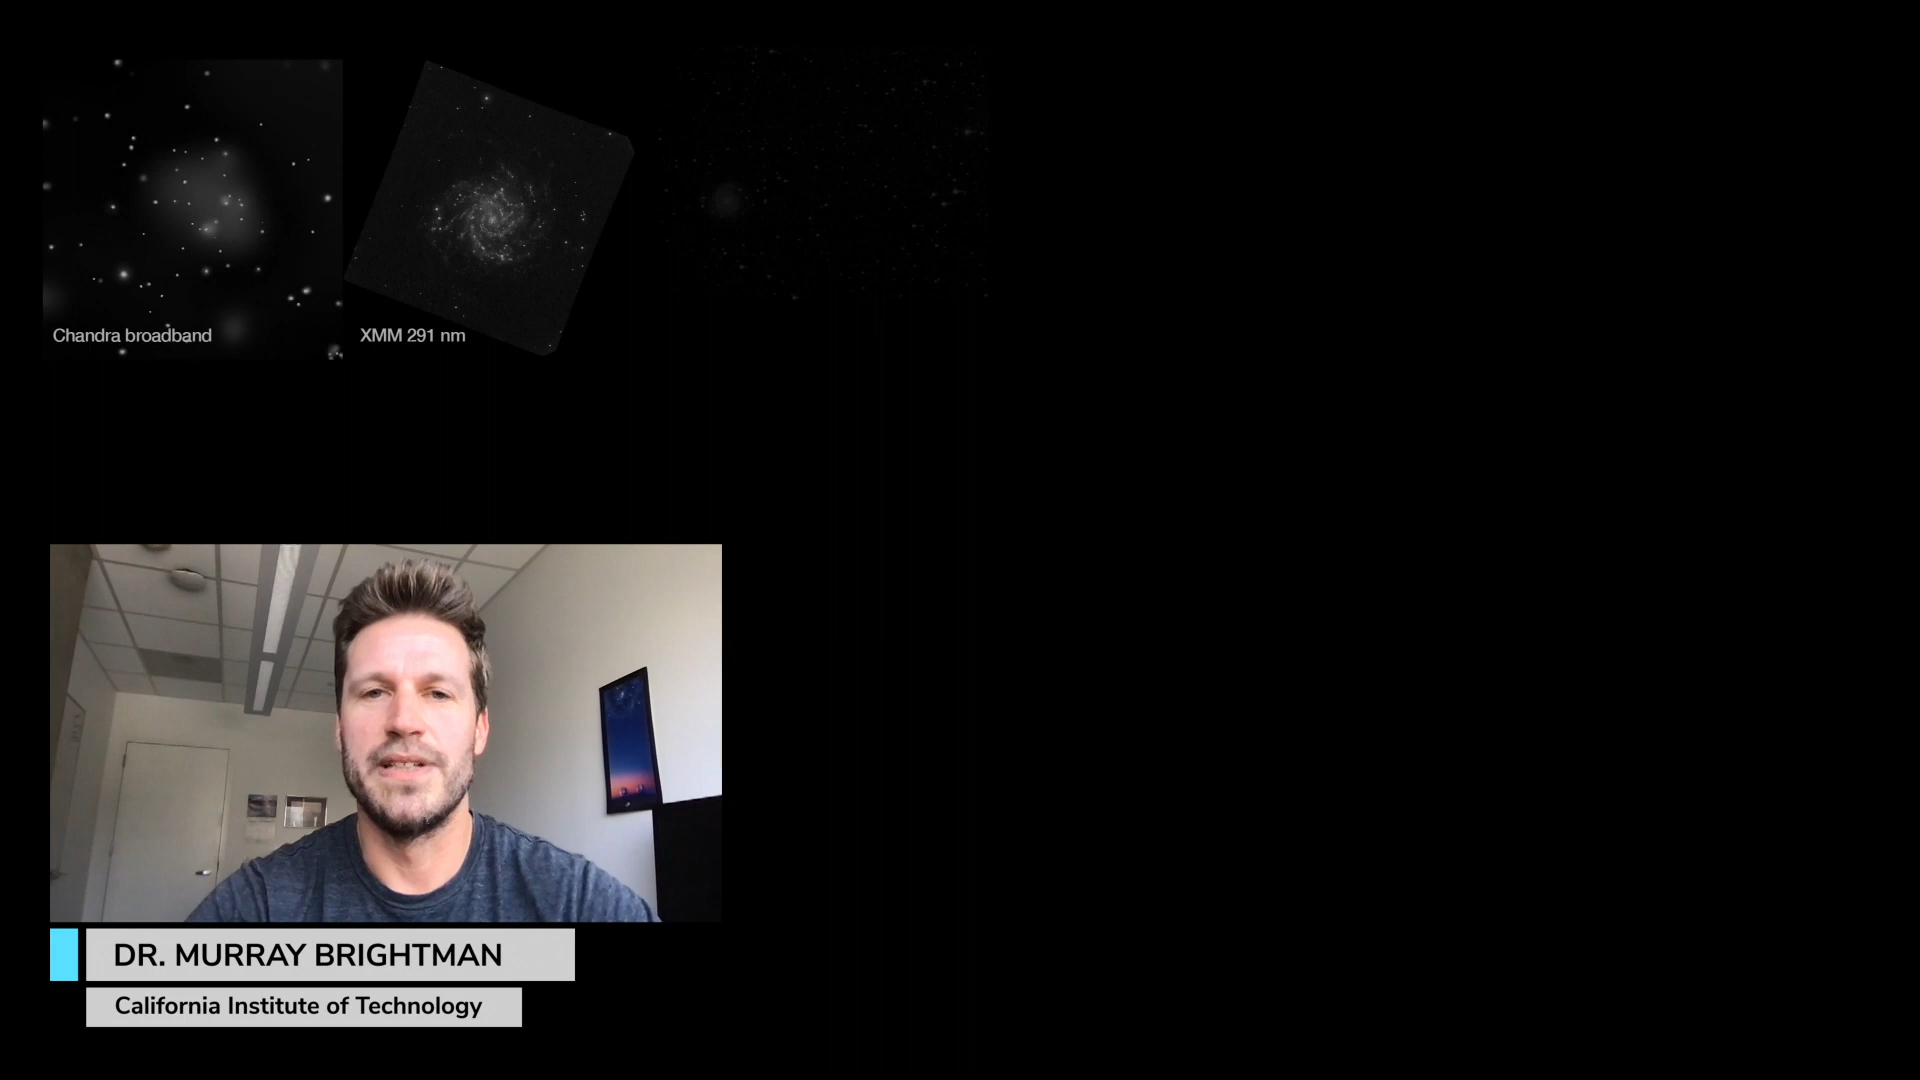 Chandra broadband
XMM 291 nm
DR. MURRAY BRIGHTMAN
California Institute of Technology